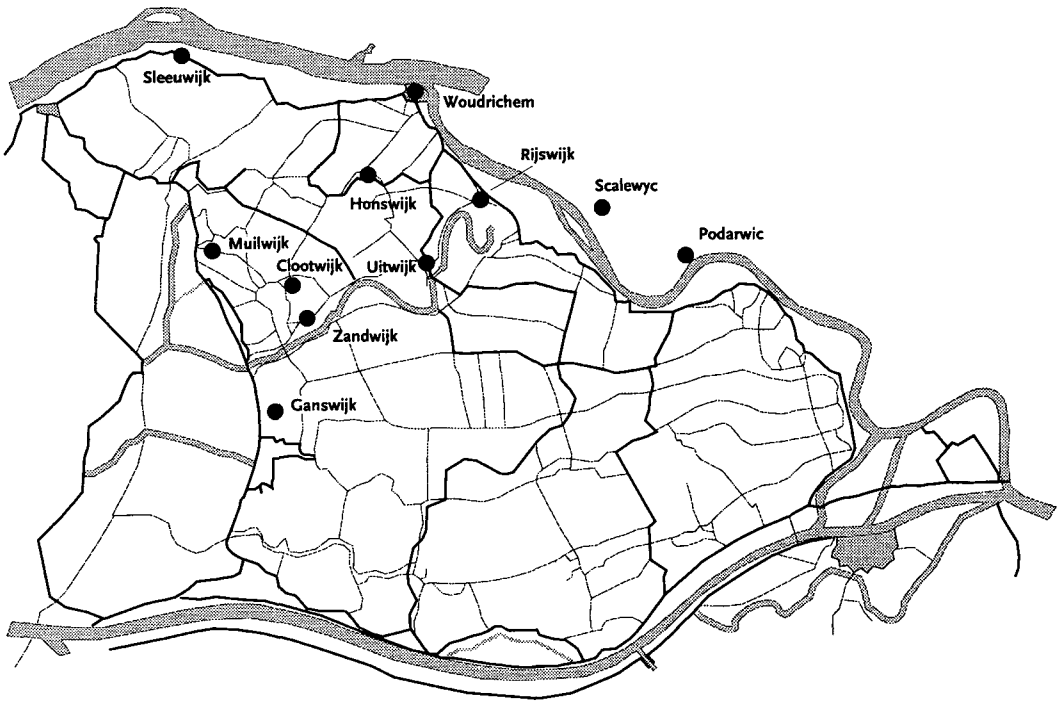 Sleeuwijk
Woudrichem
Rijswijk
Scalewyc
Honswijk
Podarwic
Muilwijk
Clootwijk
Uitwijk
Zandwijk
Ganswijk